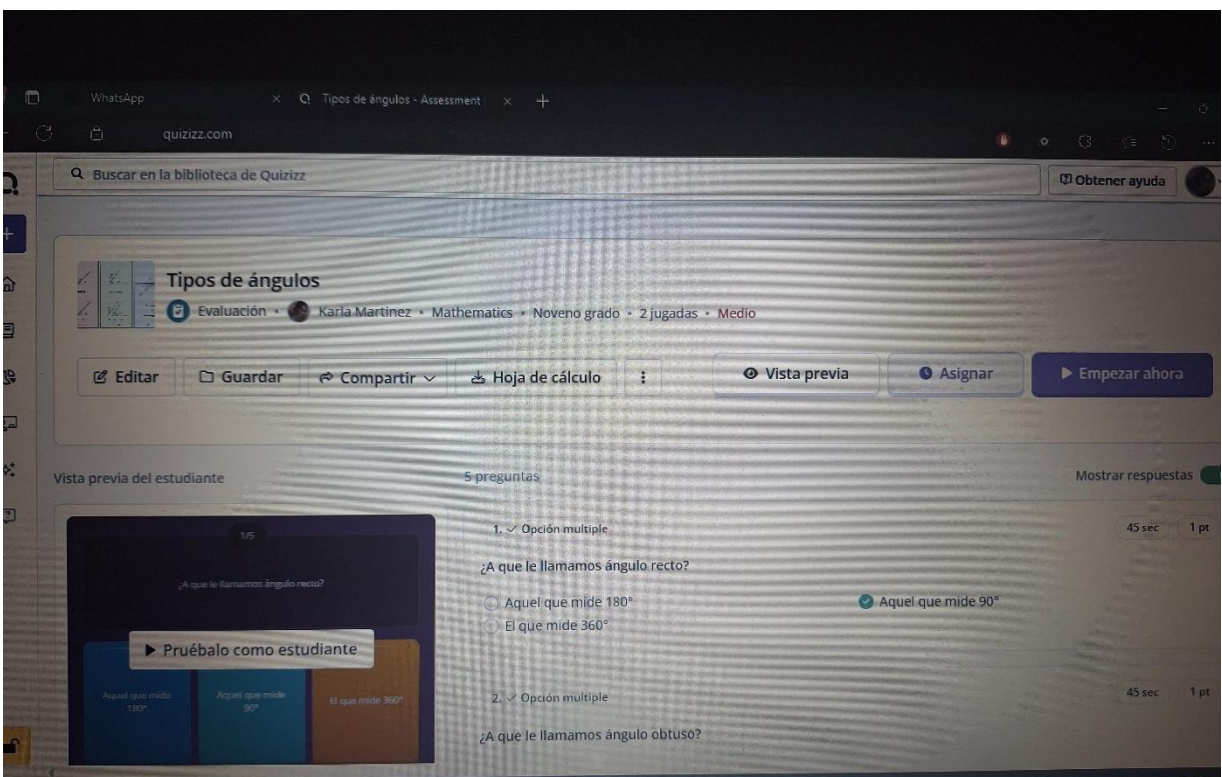 WhatsApp
Tipos de ángulos - Assessment
quizizz.com
Buscar en la biblioteca de Quizizz
Obtener ayuda
Tipos de ángulos
Evaluación • Karla Martinez • Mathematics • Noveno grado • 2 jugadas • Medio
Editar
Guardar
Compartir
Hoja de cálculo
Vista previa
Asignar
Empezar ahora
Vista previa del estudiante
5 preguntas
Mostrar respuestas
1/5
¿A que le llamamos ángulo recto?
Pruébalo como estudiante
Aquel que mide
180°
Aquel que mide
90°
El que mide 360°
1. Opción multiple
45 sec
1 pt
¿A que le llamamos ángulo recto?
Aquel que mide 180°
Aquel que mide 90°
El que mide 360°
2. Opción multiple
45 sec
1 pt
¿A que le llamamos ángulo obtuso?